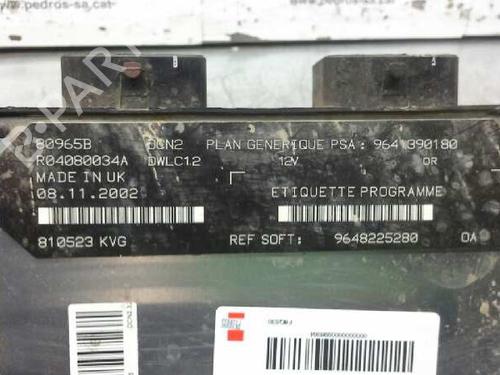 www.pedros-sa.cat
80965B DCN2 PLAN GENERIQUE PSA : 9641390180
R04080034A DWLC12 12V OR
MADE IN UK
08.11.2002 ETIQUETTE PROGRAMME
810523 KVG REF SOFT: 9648225280 0A